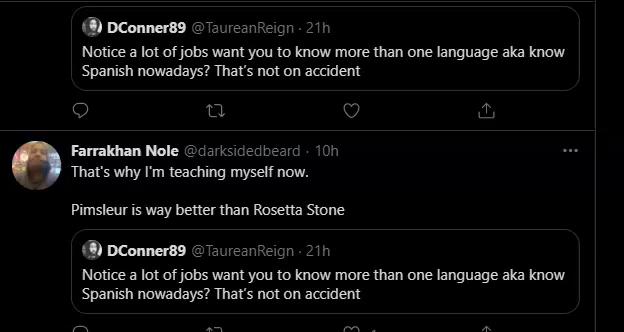 DConner89 @TaureanReign · 21h
Notice a lot of jobs want you to know more than one language aka know
Spanish nowadays? That's not on accident
Farrakhan Nole @darksidedbeard · 10h
That's why I'm teaching myself now.
Pimsleur is way better than Rosetta Stone
DConner89 @TaureanReign · 21h
Notice a lot of jobs want you to know more than one language aka know
Spanish nowadays? That's not on accident